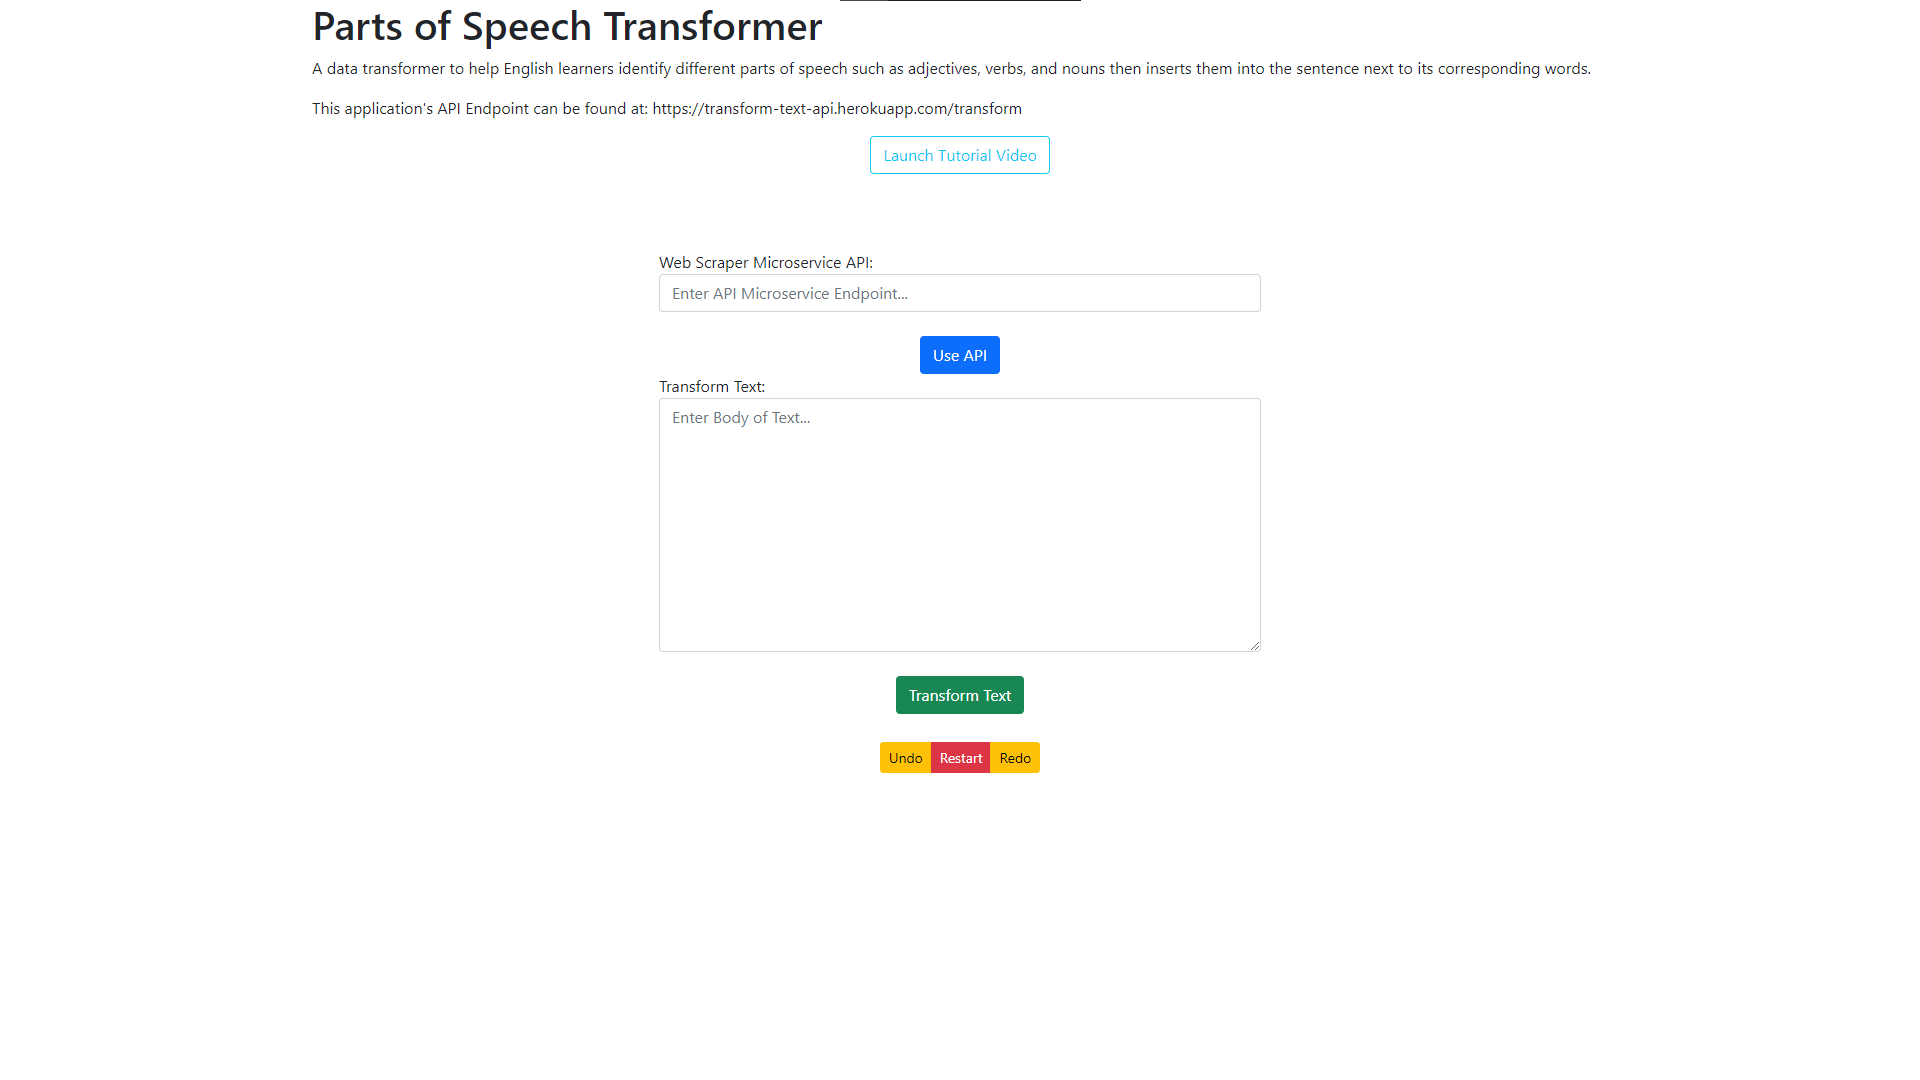 Parts of Speech Transformer
A data transformer to help English learners identify different parts of speech such as adjectives, verbs, and nouns then inserts them into the sentence next to its corresponding words.
This application's API Endpoint can be found at: https://transform-text-api.herokuapp.com/transform
Launch Tutorial Video
Web Scraper Microservice API:
Enter API Microservice Endpoint...
Use API
Transform Text:
Enter Body of Text...
Transform Text
Undo Restart Redo